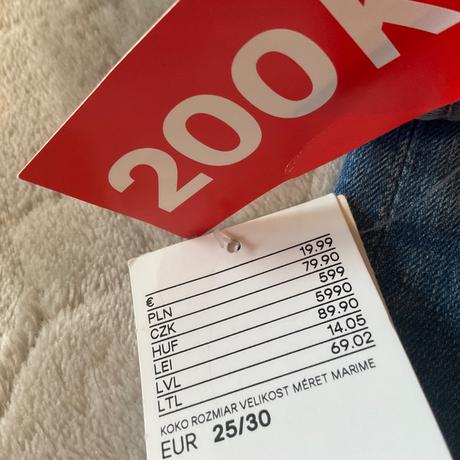 200K
€ 19.99
PLN 79.90
CZK 599
HUF 5990
LEI 89.90
LVL 14.05
LTL 69.02
KOKO ROZMIAR VELIKOST MÉRET MARIME
EUR 25/30